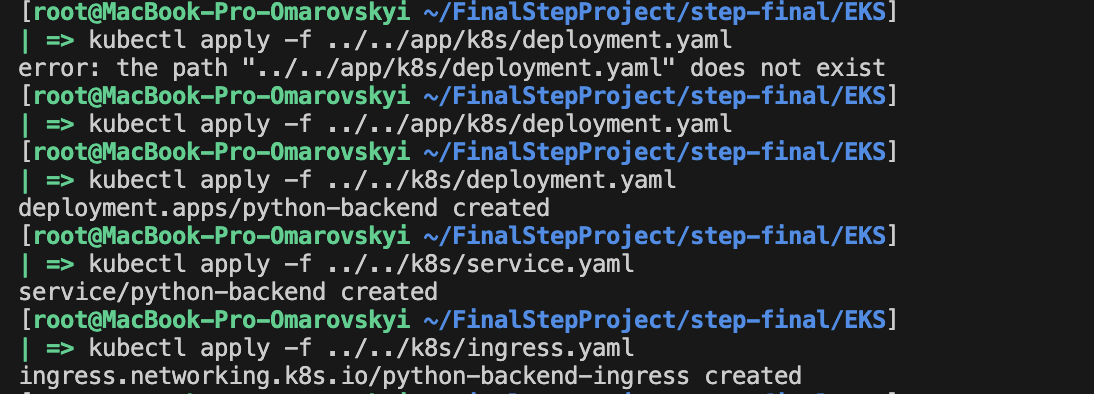 [root@MacBook-Pro-Omarovskyi ~/FinalStepProject/step-final/EKS]
| => kubectl apply -f ../../app/k8s/deployment.yaml
error: the path "../../app/k8s/deployment.yaml" does not exist
[root@MacBook-Pro-Omarovskyi ~/FinalStepProject/step-final/EKS]
| => kubectl apply -f ../../app/k8s/deployment.yaml
[root@MacBook-Pro-Omarovskyi ~/FinalStepProject/step-final/EKS]
| => kubectl apply -f ../../k8s/deployment.yaml
deployment.apps/python-backend created
[root@MacBook-Pro-Omarovskyi ~/FinalStepProject/step-final/EKS]
| => kubectl apply -f ../../k8s/service.yaml
service/python-backend created
[root@MacBook-Pro-Omarovskyi ~/FinalStepProject/step-final/EKS]
| => kubectl apply -f ../../k8s/ingress.yaml
ingress.networking.k8s.io/python-backend-ingress created